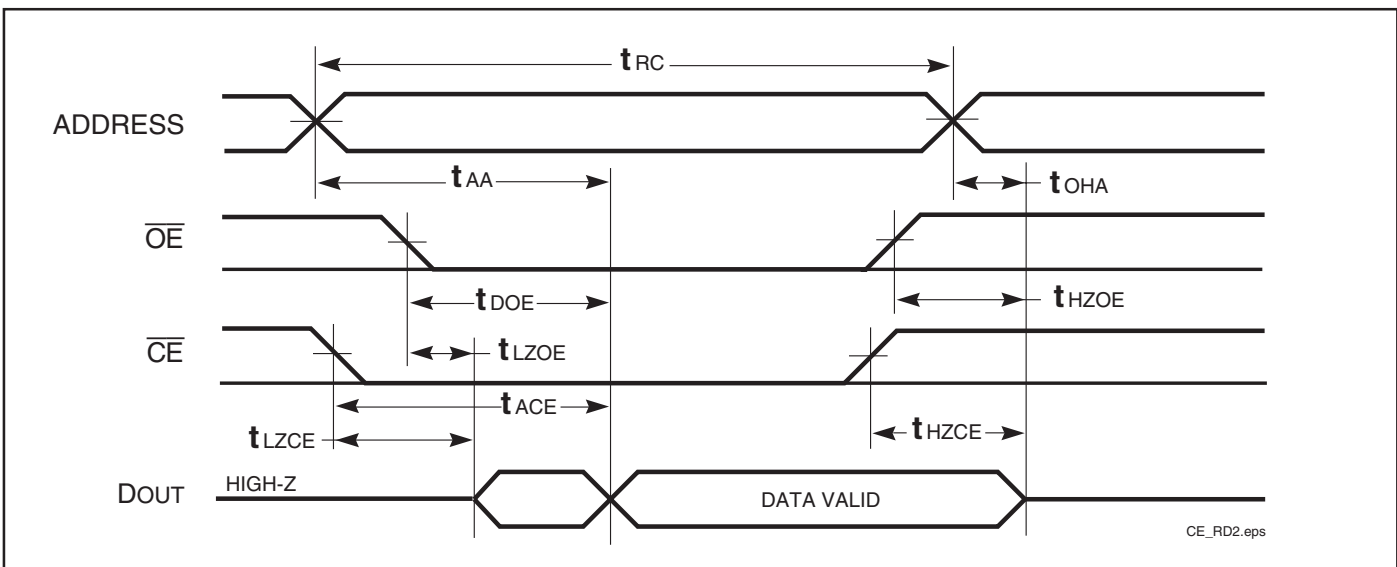 tRC
ADDRESS
tAA
tOHA
OE
tDOE
tHZOE
CE
tLZOE
tACE
tLZCE
tHZCE
DOUT
HIGH-Z
DATA VALID
CE_RD2.eps